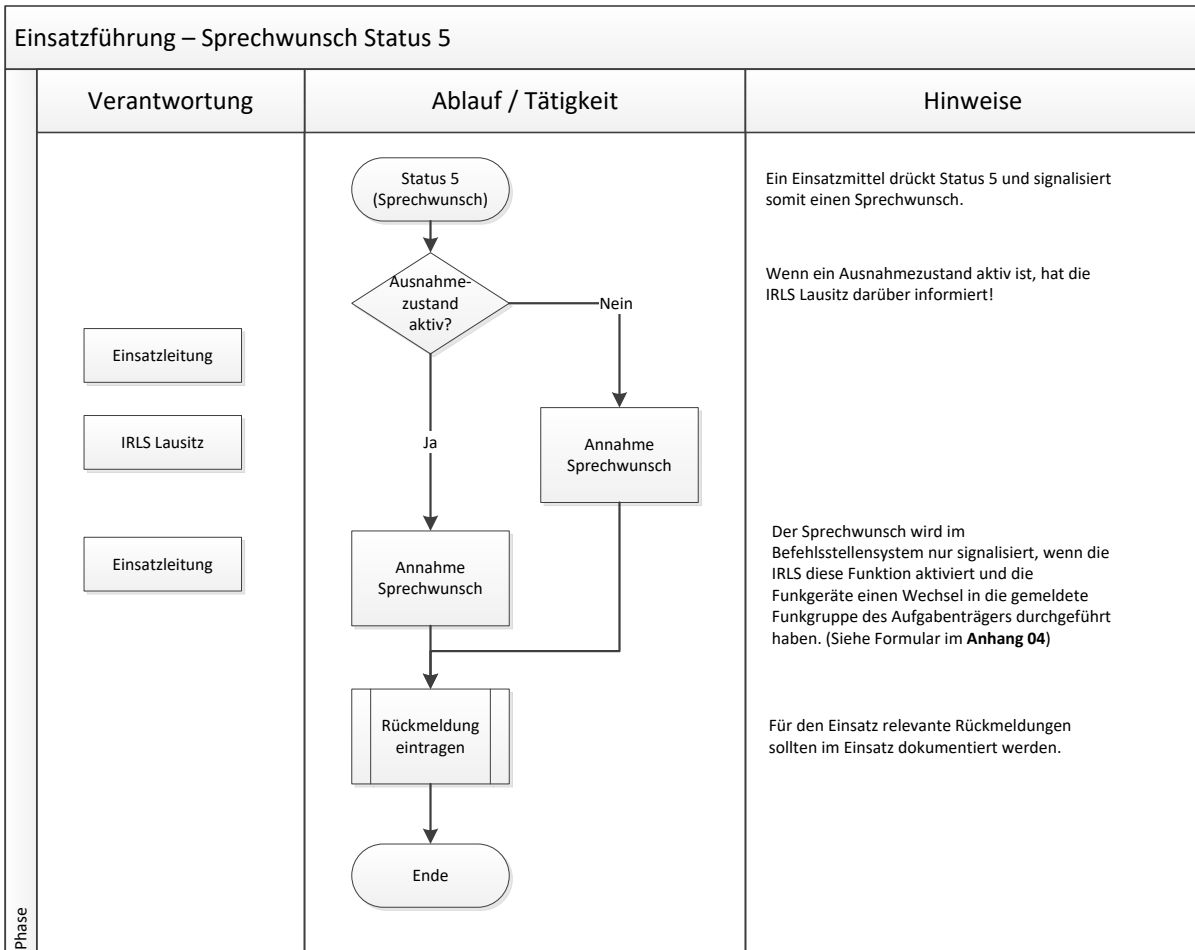 Einsatzführung – Sprechwunsch Status 5
Verantwortung
Ablauf / Tätigkeit
Hinweise
Status 5
(Sprechwunsch)
Ein Einsatzmittel drückt Status 5 und signalisiert
somit einen Sprechwunsch.
Ausnahme-
zustand
aktiv?
Nein
Wenn ein Ausnahmezustand aktiv ist, hat die
IRLS Lausitz darüber informiert!
Einsatzleitung
IRLS Lausitz
Ja
Annahme
Sprechwunsch
Einsatzleitung
Annahme
Sprechwunsch
Der Sprechwunsch wird im
Befehlsstellensystem nur signalisiert, wenn die
IRLS diese Funktion aktiviert und die
Funkgeräte einen Wechsel in die gemeldete
Funkgruppe des Aufgabenträgers durchgeführt
haben. (Siehe Formular im Anhang 04)
Rückmeldung
eintragen
Für den Einsatz relevante Rückmeldungen
sollten im Einsatz dokumentiert werden.
Ende
Phase